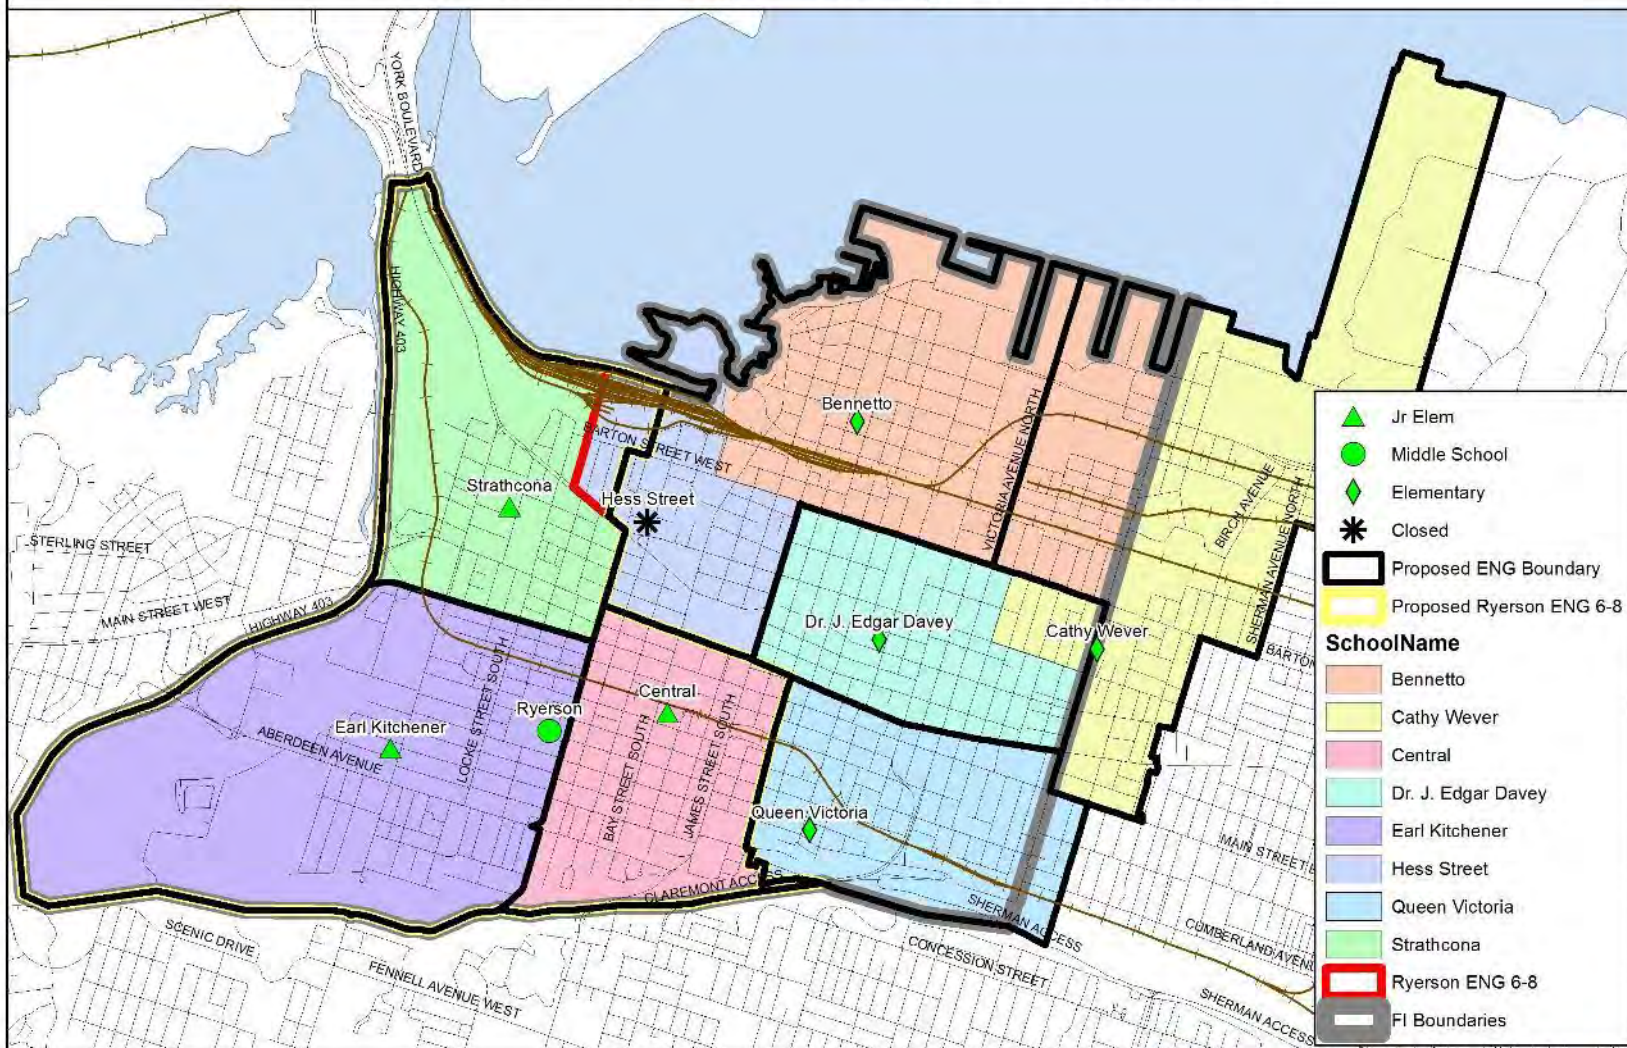 YORK BOULEVARD
HIGHWAY 403
Bennetto
VICTORIA AVENUE NORTH
BARTON STREET WEST
Strathcona
Hess Street
BIRCH AVENUE
SHERMAN AVENUE NORTH
STERLING STREET
MAIN STREET WEST
HIGHWAY 403
Dr. J. Edgar Davey
Cathy Wever
BARTON
LOCKE STREET SOUTH
Central
Ryerson
Earl Kitchener
ABERDEEN AVENUE
BAY STREET SOUTH
JAMES STREET SOUTH
Queen Victoria
MAIN STREET E
CLAREMONT ACCESS
SHERMAN ACCESS
SCENIC DRIVE
CONCESSION STREET
CUMBERLAND AVENU
FENNELL AVENUE WEST
SHERMAN ACCESS
Jr Elem
Middle School
Elementary
Closed
Proposed ENG Boundary
Proposed Ryerson ENG 6-8
SchoolName
Bennetto
Cathy Wever
Central
Dr. J. Edgar Davey
Earl Kitchener
Hess Street
Queen Victoria
Strathcona
Ryerson ENG 6-8
FI Boundaries